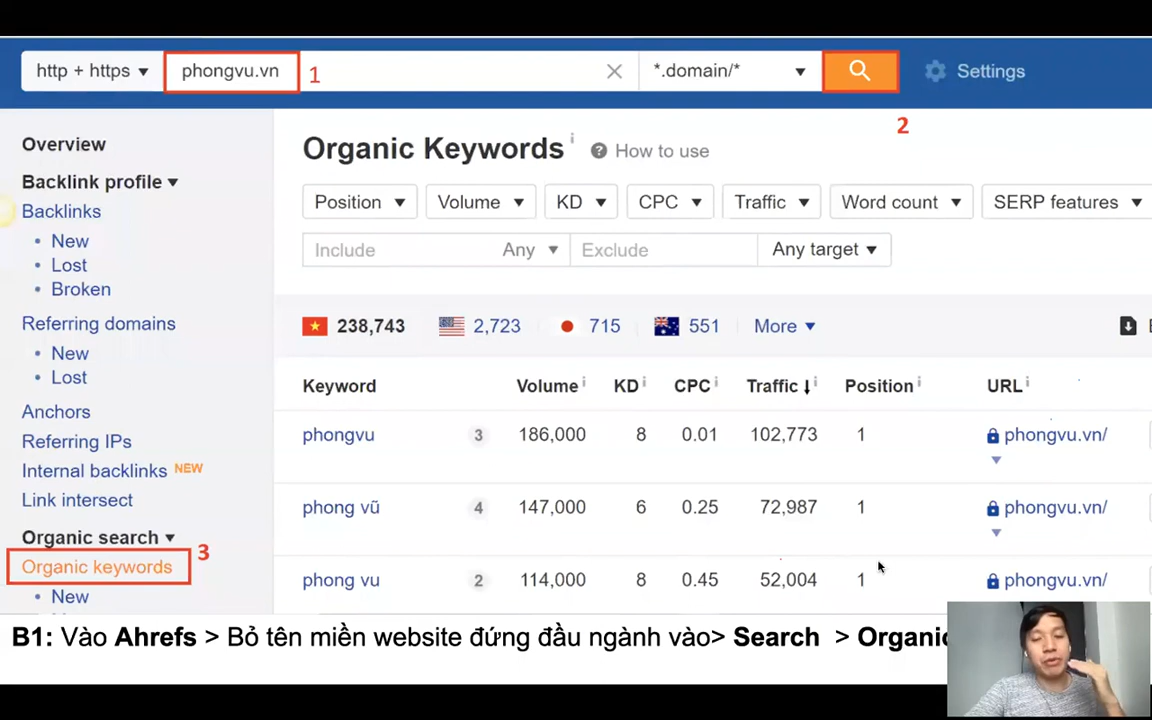 http + https ▼ phongvu.vn 1 *.domain/* ▼ Settings
2
Overview
Backlink profile ▼
Backlinks
• New
• Lost
• Broken
Referring domains
• New
• Lost
Anchors
Referring IPs
Internal backlinks NEW
Link intersect
Organic search ▼
Organic keywords 3
• New
Organic Keywords i ? How to use
Position ▼ Volume ▼ KD ▼ CPC ▼ Traffic ▼ Word count ▼ SERP features ▼
Include Any ▼ Exclude Any target ▼
238,743 2,723 715 551 More ▼
Keyword Volume i KD i CPC i Traffic ↓ i Position i URL i
phongvu 3 186,000 8 0.01 102,773 1 phongvu.vn/ ▼
phong vũ 4 147,000 6 0.25 72,987 1 phongvu.vn/ ▼
phong vu 2 114,000 8 0.45 52,004 1 phongvu.vn/
B1: Vào Ahrefs > Bỏ tên miền website đứng đầu ngành vào> Search > Organic